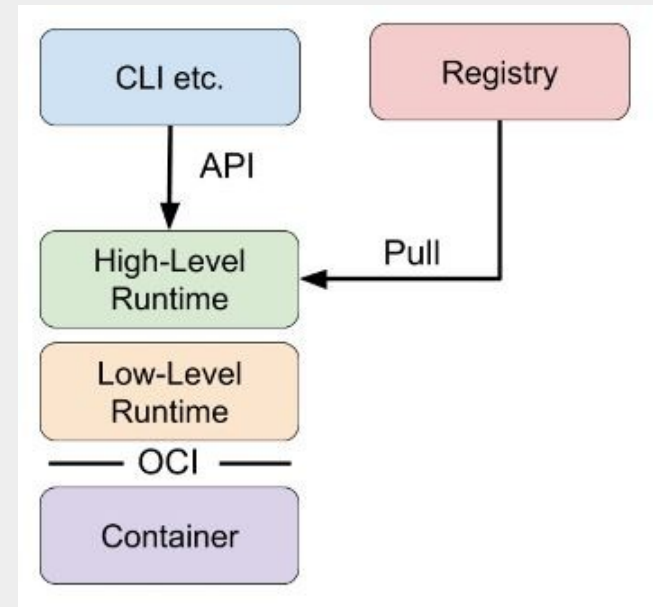 CLI etc.
Registry
API
High-Level
Runtime
Pull
Low-Level
Runtime
OCI
Container